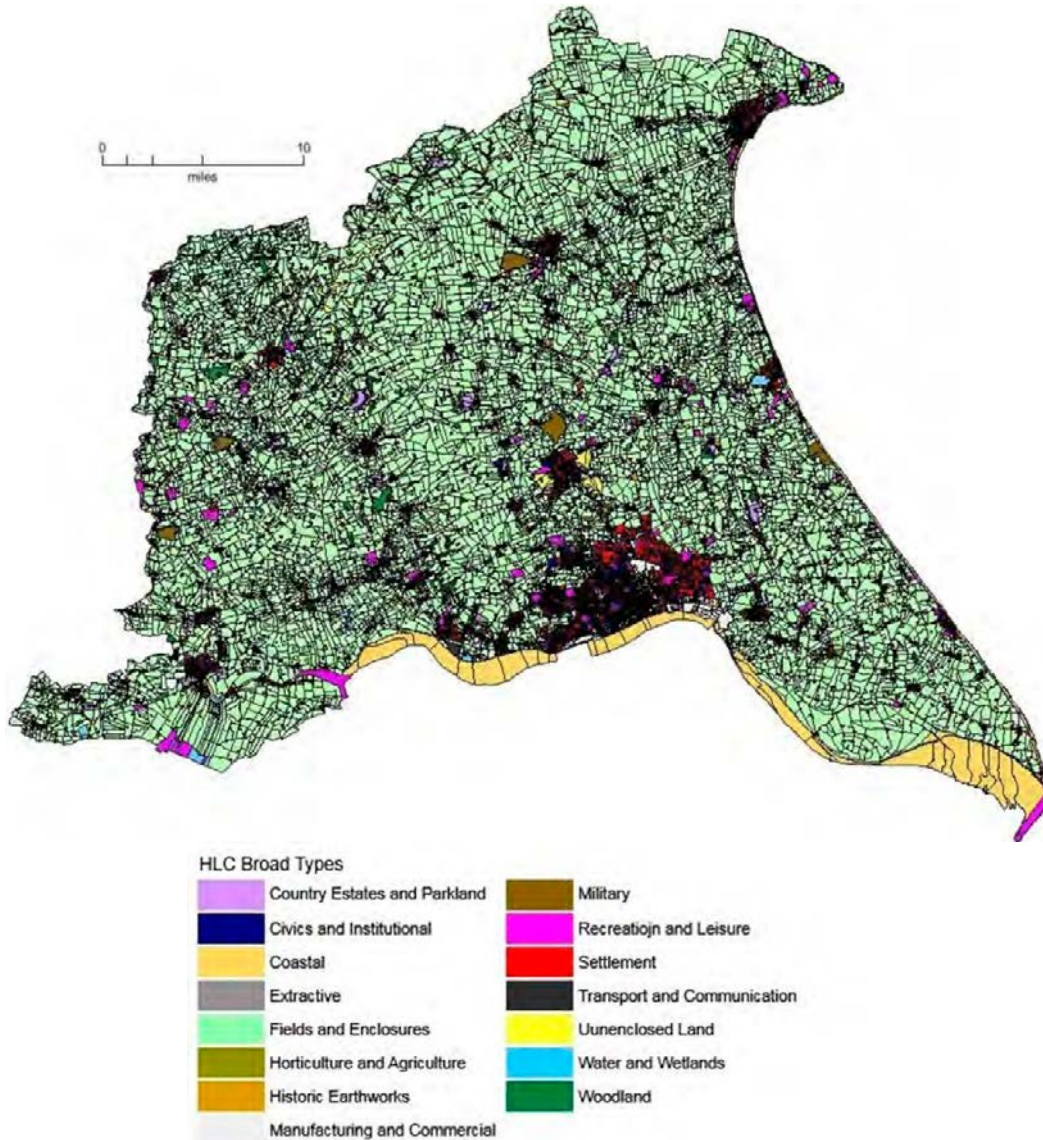 0 10
miles
HLC Broad Types
Country Estates and Parkland
Civics and Institutional
Coastal
Extractive
Fields and Enclosures
Horticulture and Agriculture
Historic Earthworks
Manufacturing and Commercial
Military
Recreatiojn and Leisure
Settlement
Transport and Communication
Uunenclosed Land
Water and Wetlands
Woodland